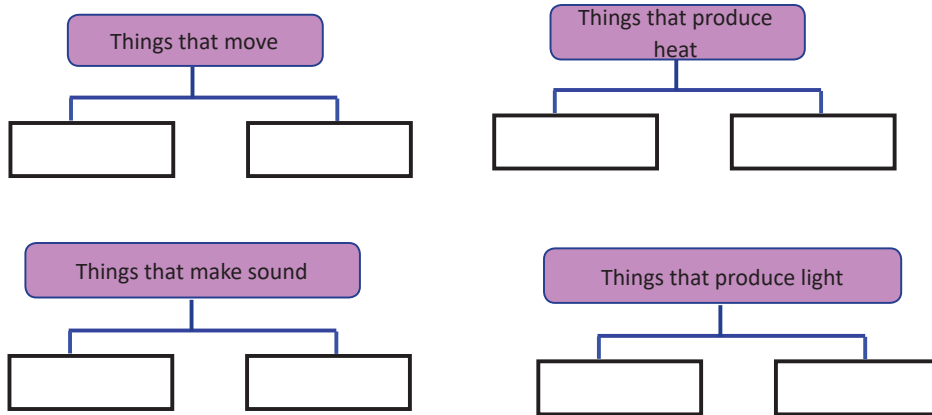 Things that move
Things that produce
heat
Things that make sound
Things that produce light